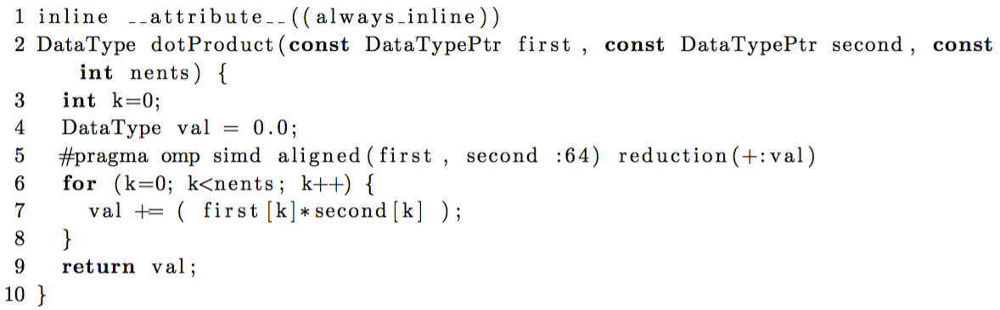 1 inline __attribute__((always_inline))
2 DataType dotProduct(const DataTypePtr first, const DataTypePtr second, const
int nents) {
3 int k=0;
4 DataType val = 0.0;
5 #pragma omp simd aligned(first, second :64) reduction(+:val)
6 for (k=0; k<nents; k++) {
7 val += ( first[k]*second[k] );
8 }
9 return val;
10 }